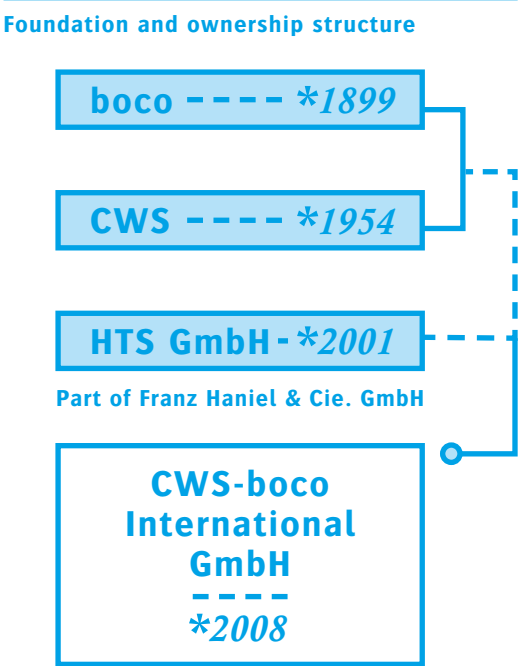 Foundation and ownership structure
boco ---- *1899
CWS ---- *1954
HTS GmbH - *2001
Part of Franz Haniel & Cie. GmbH
CWS-boco
International
GmbH
----
*2008